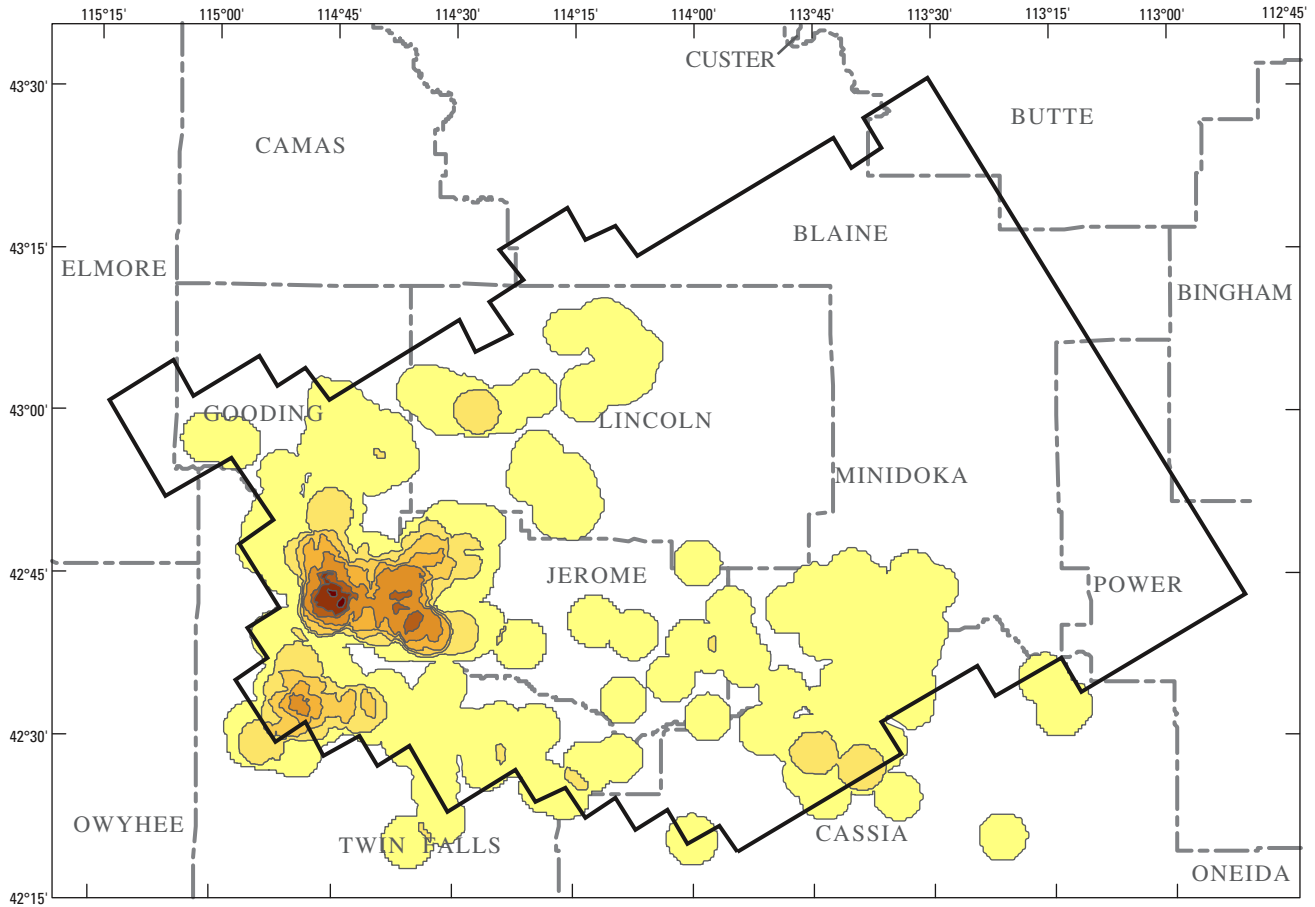 115°15' 115°00' 114°45' 114°30' 114°15' 114°00' 113°45' 113°30' 113°15' 113°00' 112°45'
CUSTER
43°30'
BUTTE
CAMAS
BLAINE
43°15'
ELMORE
BINGHAM
43°00'
GOODING
LINCOLN
MINIDOKA
42°45'
JEROME
POWER
42°30'
OWYHEE
TWIN FALLS
CASSIA
ONEIDA
42°15'